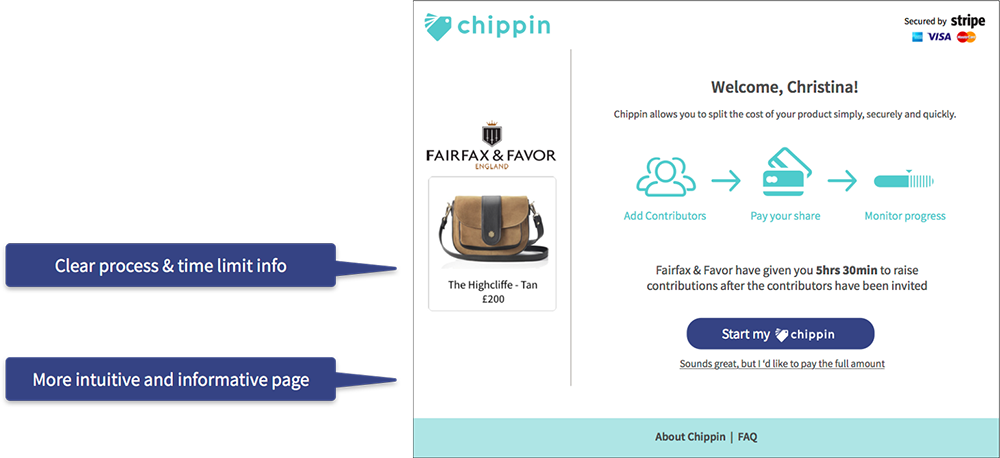 chippin
Secured by stripe
VISA
Welcome, Christina!
Chippin allows you to split the cost of your product simply, securely and quickly.
FAIRFAX & FAVOR
ENGLAND
Add Contributors
Pay your share
Monitor progress
Clear process & time limit info
Fairfax & Favor have given you 5hrs 30min to raise
contributions after the contributors have been invited
The Highcliffe - Tan
£200
Start my chippin
Sounds great, but I 'd like to pay the full amount
More intuitive and informative page
About Chippin | FAQ